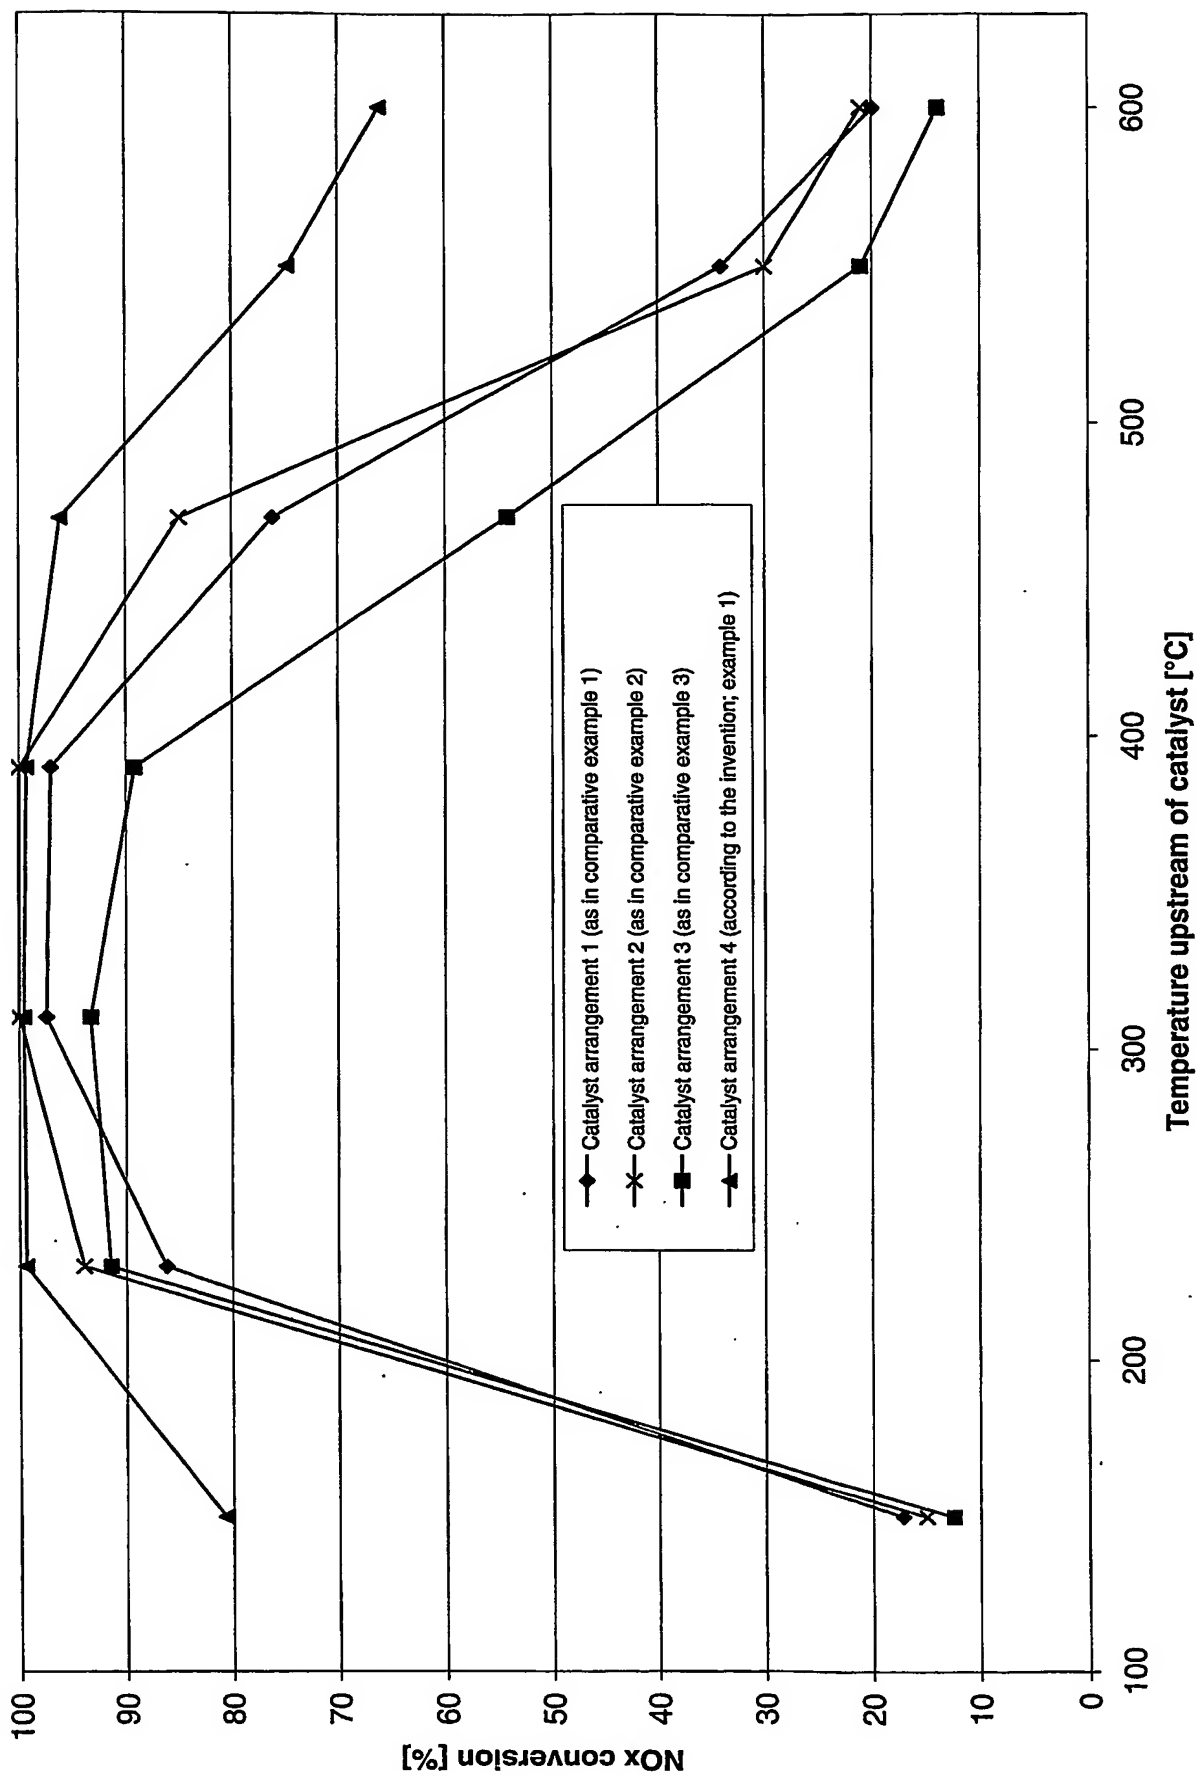 NOx conversion [%]
100
90
80
70
60
50
40
30
20
10
0
Catalyst arrangement 1 (as in comparative example 1)
Catalyst arrangement 2 (as in comparative example 2)
Catalyst arrangement 3 (as in comparative example 3)
Catalyst arrangement 4 (according to the invention; example 1)
100
200
300
400
500
600
Temperature upstream of catalyst [°C]